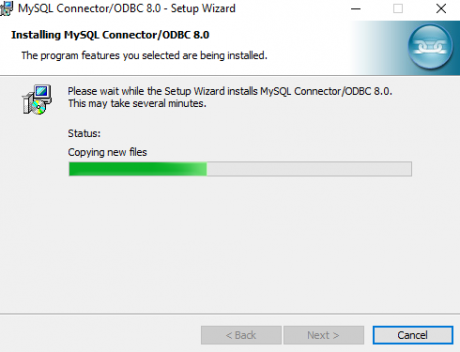 MySQL Connector/ODBC 8.0 - Setup Wizard
Installing MySQL Connector/ODBC 8.0
The program features you selected are being installed.
Please wait while the Setup Wizard installs MySQL Connector/ODBC 8.0.
This may take several minutes.
Status:
Copying new files
< Back
Next >
Cancel